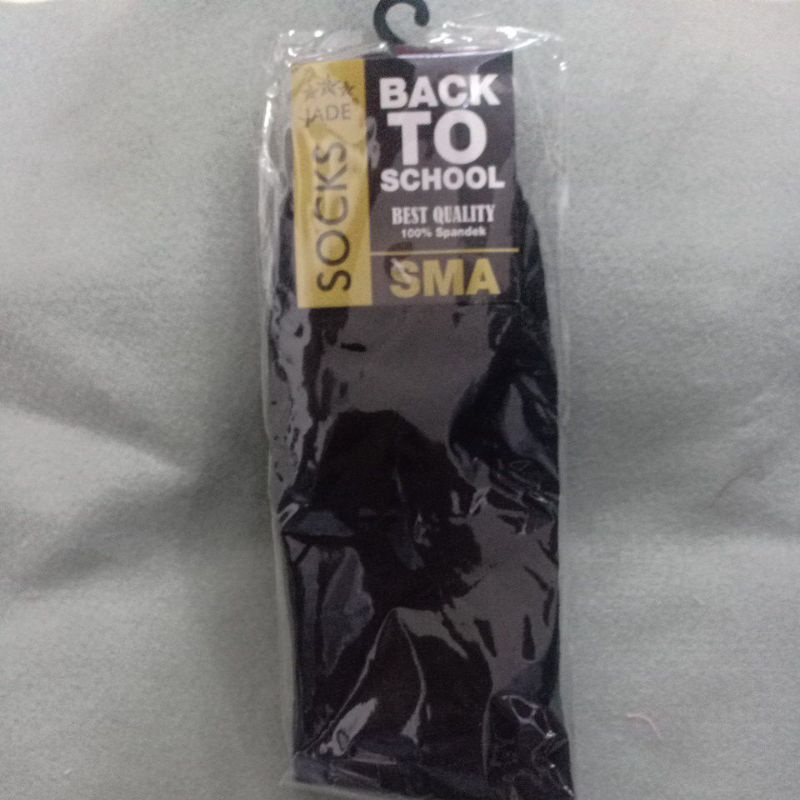 JADE
SOCKS
BACK
TO
SCHOOL
BEST QUALITY
100% Spandek
SMA